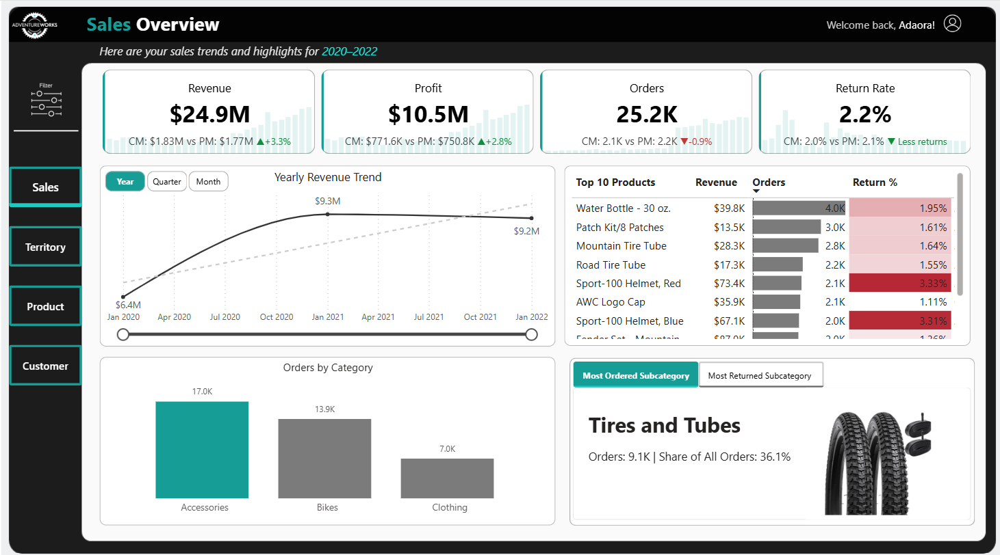 ADVENTUREWORKS
Sales Overview
Welcome back, Adaora!
Here are your sales trends and highlights for 2020–2022
Filter
Sales
Territory
Product
Customer
Revenue
$24.9M
CM: $1.83M vs PM: $1.77M ▲+3.3%
Profit
$10.5M
CM: $771.6K vs PM: $750.8K ▲+2.8%
Orders
25.2K
CM: 2.1K vs PM: 2.2K ▼-0.9%
Return Rate
2.2%
CM: 2.0% vs PM: 2.1% ▼ Less returns
Year Quarter Month
Yearly Revenue Trend
$9.3M
$9.2M
$6.4M
Jan 2020 Apr 2020 Jul 2020 Oct 2020 Jan 2021 Apr 2021 Jul 2021 Oct 2021 Jan 2022
Top 10 Products Revenue Orders Return %
Water Bottle - 30 oz. $39.8K 4.0K 1.95%
Patch Kit/8 Patches $13.5K 3.0K 1.61%
Mountain Tire Tube $28.3K 2.8K 1.64%
Road Tire Tube $17.3K 2.2K 1.55%
Sport-100 Helmet, Red $73.4K 2.1K 3.33%
AWC Logo Cap $35.9K 2.1K 1.11%
Sport-100 Helmet, Blue $67.1K 2.0K 3.31%
Fender Set - Mountain $87.0K 2.0K 1.36%
Orders by Category
17.0K
13.9K
7.0K
Accessories Bikes Clothing
Most Ordered Subcategory Most Returned Subcategory
Tires and Tubes
Orders: 9.1K | Share of All Orders: 36.1%